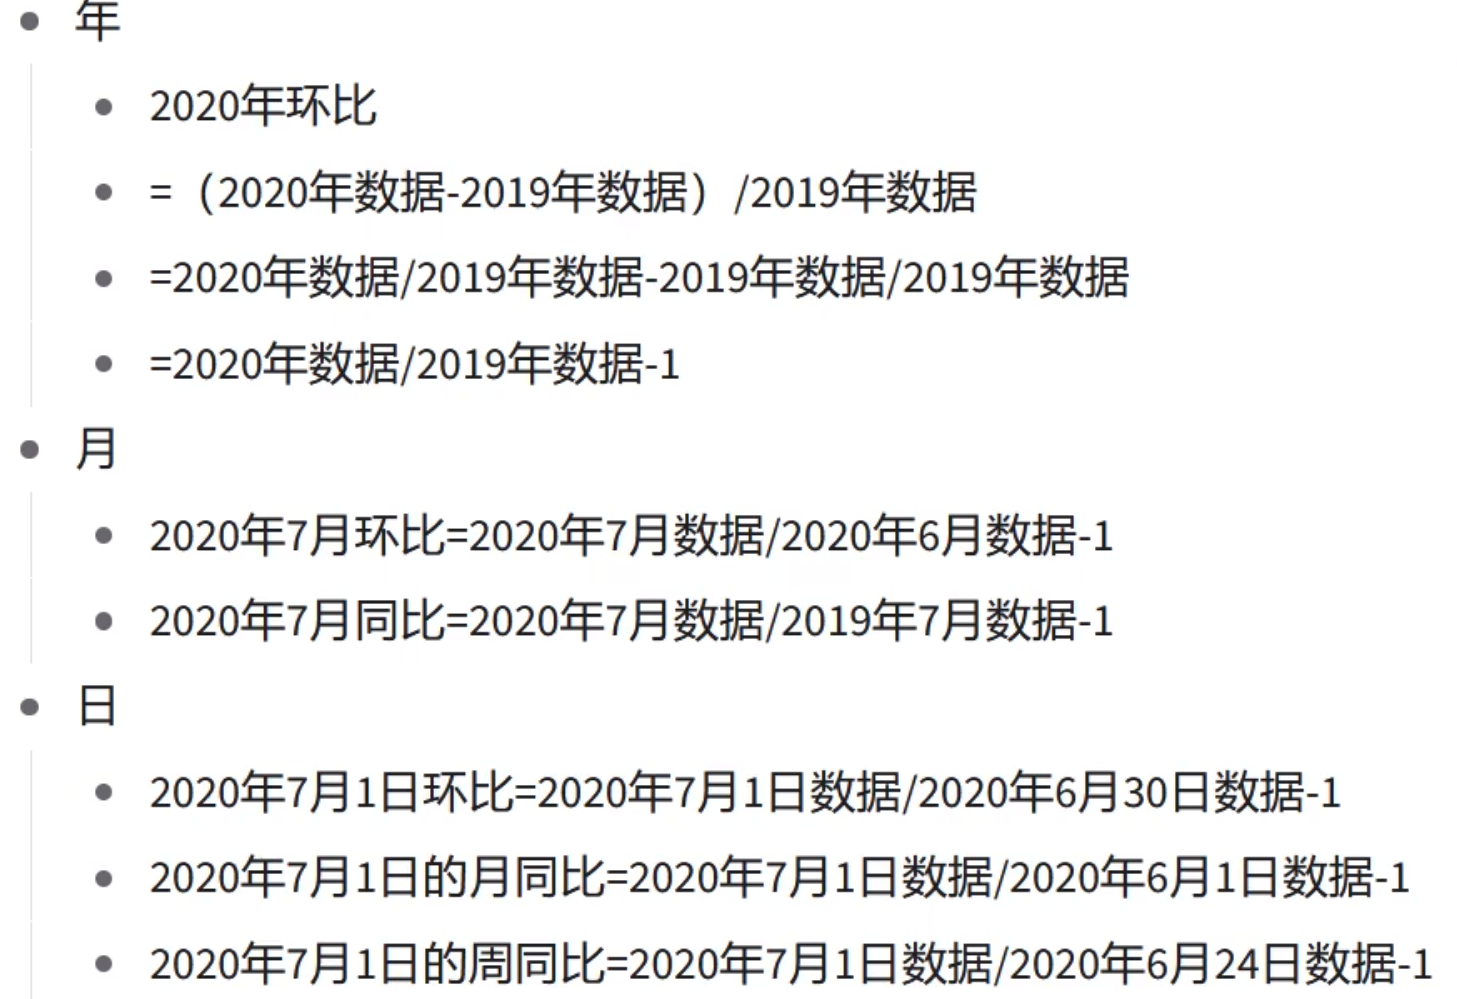 年
2020年环比
=（2020年数据-2019年数据）/2019年数据
=2020年数据/2019年数据-2019年数据/2019年数据
=2020年数据/2019年数据-1
月
2020年7月环比=2020年7月数据/2020年6月数据-1
2020年7月同比=2020年7月数据/2019年7月数据-1
日
2020年7月1日环比=2020年7月1日数据/2020年6月30日数据-1
2020年7月1日的月同比=2020年7月1日数据/2020年6月1日数据-1
2020年7月1日的周同比=2020年7月1日数据/2020年6月24日数据-1